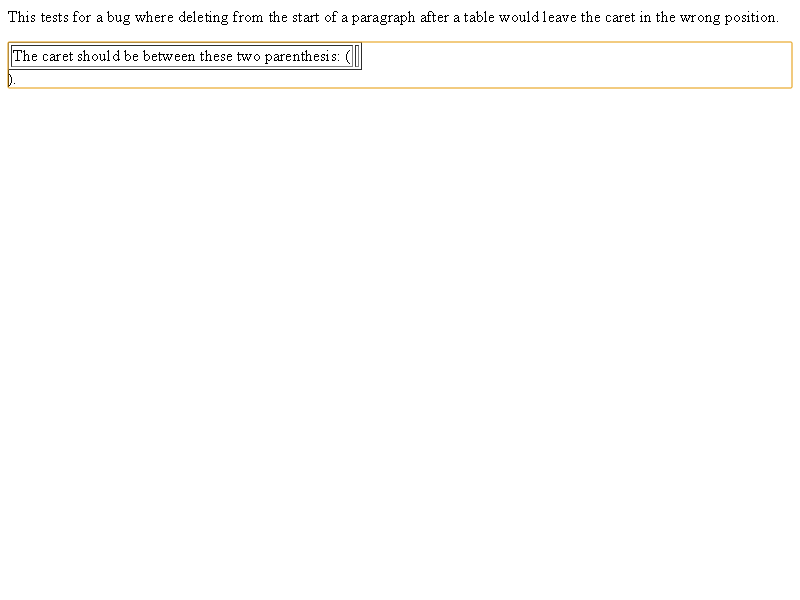 This tests for a bug where deleting from the start of a paragraph after a table would leave the caret in the wrong position.
The caret should be between these two parenthesis: (
).